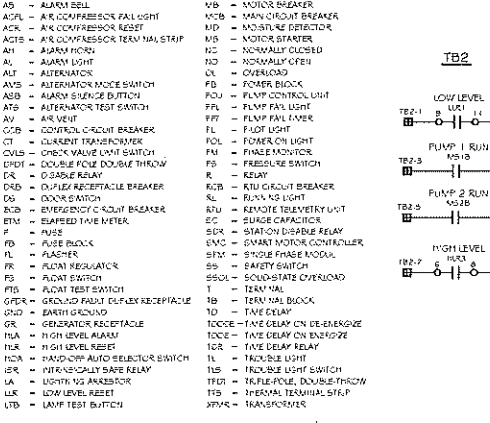 AB - ALARM BELL
ACFL - AIR COMPRESSOR FAIL LIGHT
ACR - AIR COMPRESSOR RESET
ACTS - AIR COMPRESSOR TERMINAL STRIP
AH - ALARM HORN
AL - ALARM LIGHT
ALT - ALTERNATOR
AMS - ALTERNATOR MODE SWITCH
ASB - ALARM SILENCE BUTTON
ATS - ALTERNATOR TEST SWITCH
AV - AIR VENT
CCB - CONTROL CIRCUIT BREAKER
CT - CURRENT TRANSFORMER
CVLS - CHECK VALVE LIMIT SWITCH
DPDT - DOUBLE POLE DOUBLE THROW
DR - DISABLE RELAY
DRB - DUPLEX RECEPTACLE BREAKER
DS - DOOR SWITCH
ECB - EMERGENCY CIRCUIT BREAKER
ETM - ELAPSED TIME METER
F - FUSE
FB - FUSE BLOCK
FL - FLASHER
FR - FLOAT REGULATOR
FS - FLOAT SWITCH
FTS - FLOAT TEST SWITCH
GFDR - GROUND FAULT DUPLEX RECEPTACLE
GND - EARTH GROUND
GR - GENERATOR RECEPTACLE
HLA - HIGH LEVEL ALARM
HLR - HIGH LEVEL RESET
HOA - HAND-OFF-AUTO SELECTOR SWITCH
ISR - INTRINSICALLY SAFE RELAY
LA - LIGHTNING ARRESTOR
LLR - LOW LEVEL RESET
LTB - LAMP TEST BUTTON
MB - MOTOR BREAKER
MCB - MAIN CIRCUIT BREAKER
MD - MOISTURE DETECTOR
MS - MOTOR STARTER
NC - NORMALLY CLOSED
NO - NORMALLY OPEN
OL - OVERLOAD
PB - POWER BLOCK
PCU - PUMP CONTROL UNIT
PFL - PUMP FAIL LIGHT
PFT - PUMP FAIL TIMER
PL - PILOT LIGHT
POL - POWER ON LIGHT
PM - PHASE MONITOR
PS - PRESSURE SWITCH
R - RELAY
RCB - RTU CIRCUIT BREAKER
RL - RUNNING LIGHT
RTU - REMOTE TELEMETRY UNIT
SC - SURGE CAPACITOR
SDR - STATION DISABLE RELAY
SMC - SMART MOTOR CONTROLLER
SPM - SINGLE PHASE MODUL
SS - SAFETY SWITCH
SSOL - SOLID-STATE OVERLOAD
T - TERMINAL
TB - TERMINAL BLOCK
TD - TIME DELAY
TDODE - TIME DELAY ON DE-ENERGIZE
TDOE - TIME DELAY ON ENERGIZE
TDR - TIME DELAY RELAY
TL - TROUBLE LIGHT
TLS - TROUBLE LIGHT SWITCH
TPDT - TRIPLE-POLE, DOUBLE-THROW
TTS - THERMAL TERMINAL STRIP
XFMR - TRANSFORMER
TB2
LOW LEVEL
TB2-1
PUMP 1 RUN
MS1B
TB2-3
PUMP 2 RUN
MS2B
TB2-5
HIGH LEVEL
TB2-7 6 8